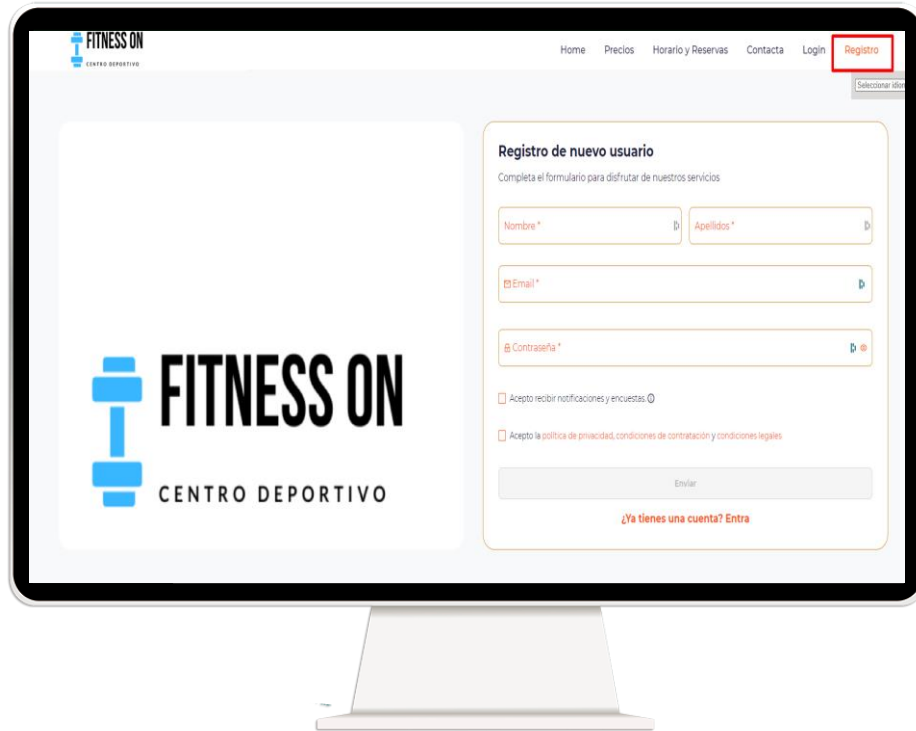 FITNESS ON
CENTRO DEPORTIVO
Home Precios Horario y Reservas Contacta Login Registro
Seleccionar idiom
Registro de nuevo usuario
Completa el formulario para disfrutar de nuestros servicios
Nombre * Apellidos *
Email *
Contraseña *
Acepto recibir notificaciones y encuestas.
Acepto la política de privacidad, condiciones de contratación y condiciones legales
Enviar
¿Ya tienes una cuenta? Entra
FITNESS ON
CENTRO DEPORTIVO